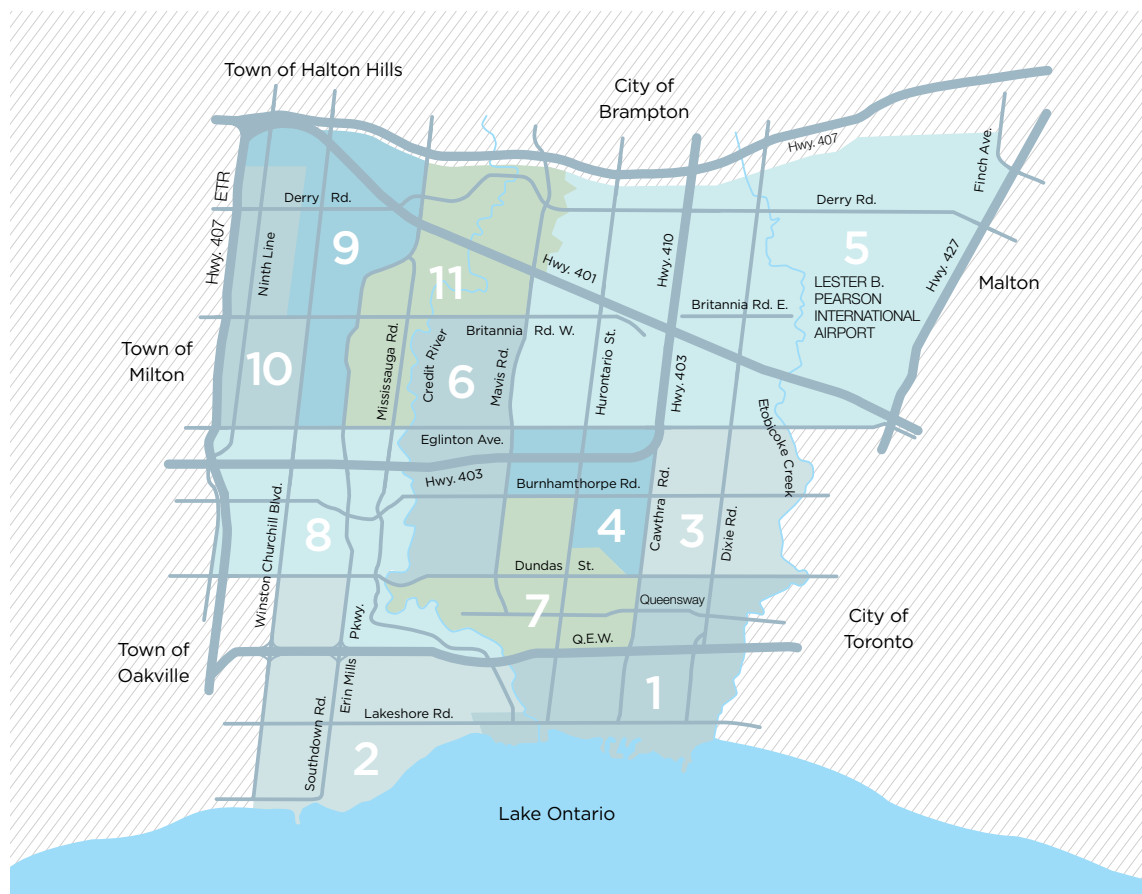 Town of Halton Hills
City of
Brampton
Hwy. 407
Finch Ave.
Hwy. 407 ETR
Derry Rd.
Derry Rd.
9
5
Ninth Line
11
Hwy. 401
Hwy. 410
Hwy. 427
LESTER B.
PEARSON
INTERNATIONAL
AIRPORT
Malton
Britannia Rd. E.
Britannia Rd. W.
Town of
Milton
10
Mississauga Rd.
Credit River
6
Mavis Rd.
Hurontario St.
Hwy. 403
Etobicoke Creek
Eglinton Ave.
Hwy. 403
Burnhamthorpe Rd.
Winston Churchill Blvd.
8
4
Cawthra Rd.
3
Dixie Rd.
Dundas St.
7
Queensway
City of
Toronto
Q.E.W.
Town of
Oakville
Erin Mills Pkwy.
1
Southdown Rd.
Lakeshore Rd.
2
Lake Ontario